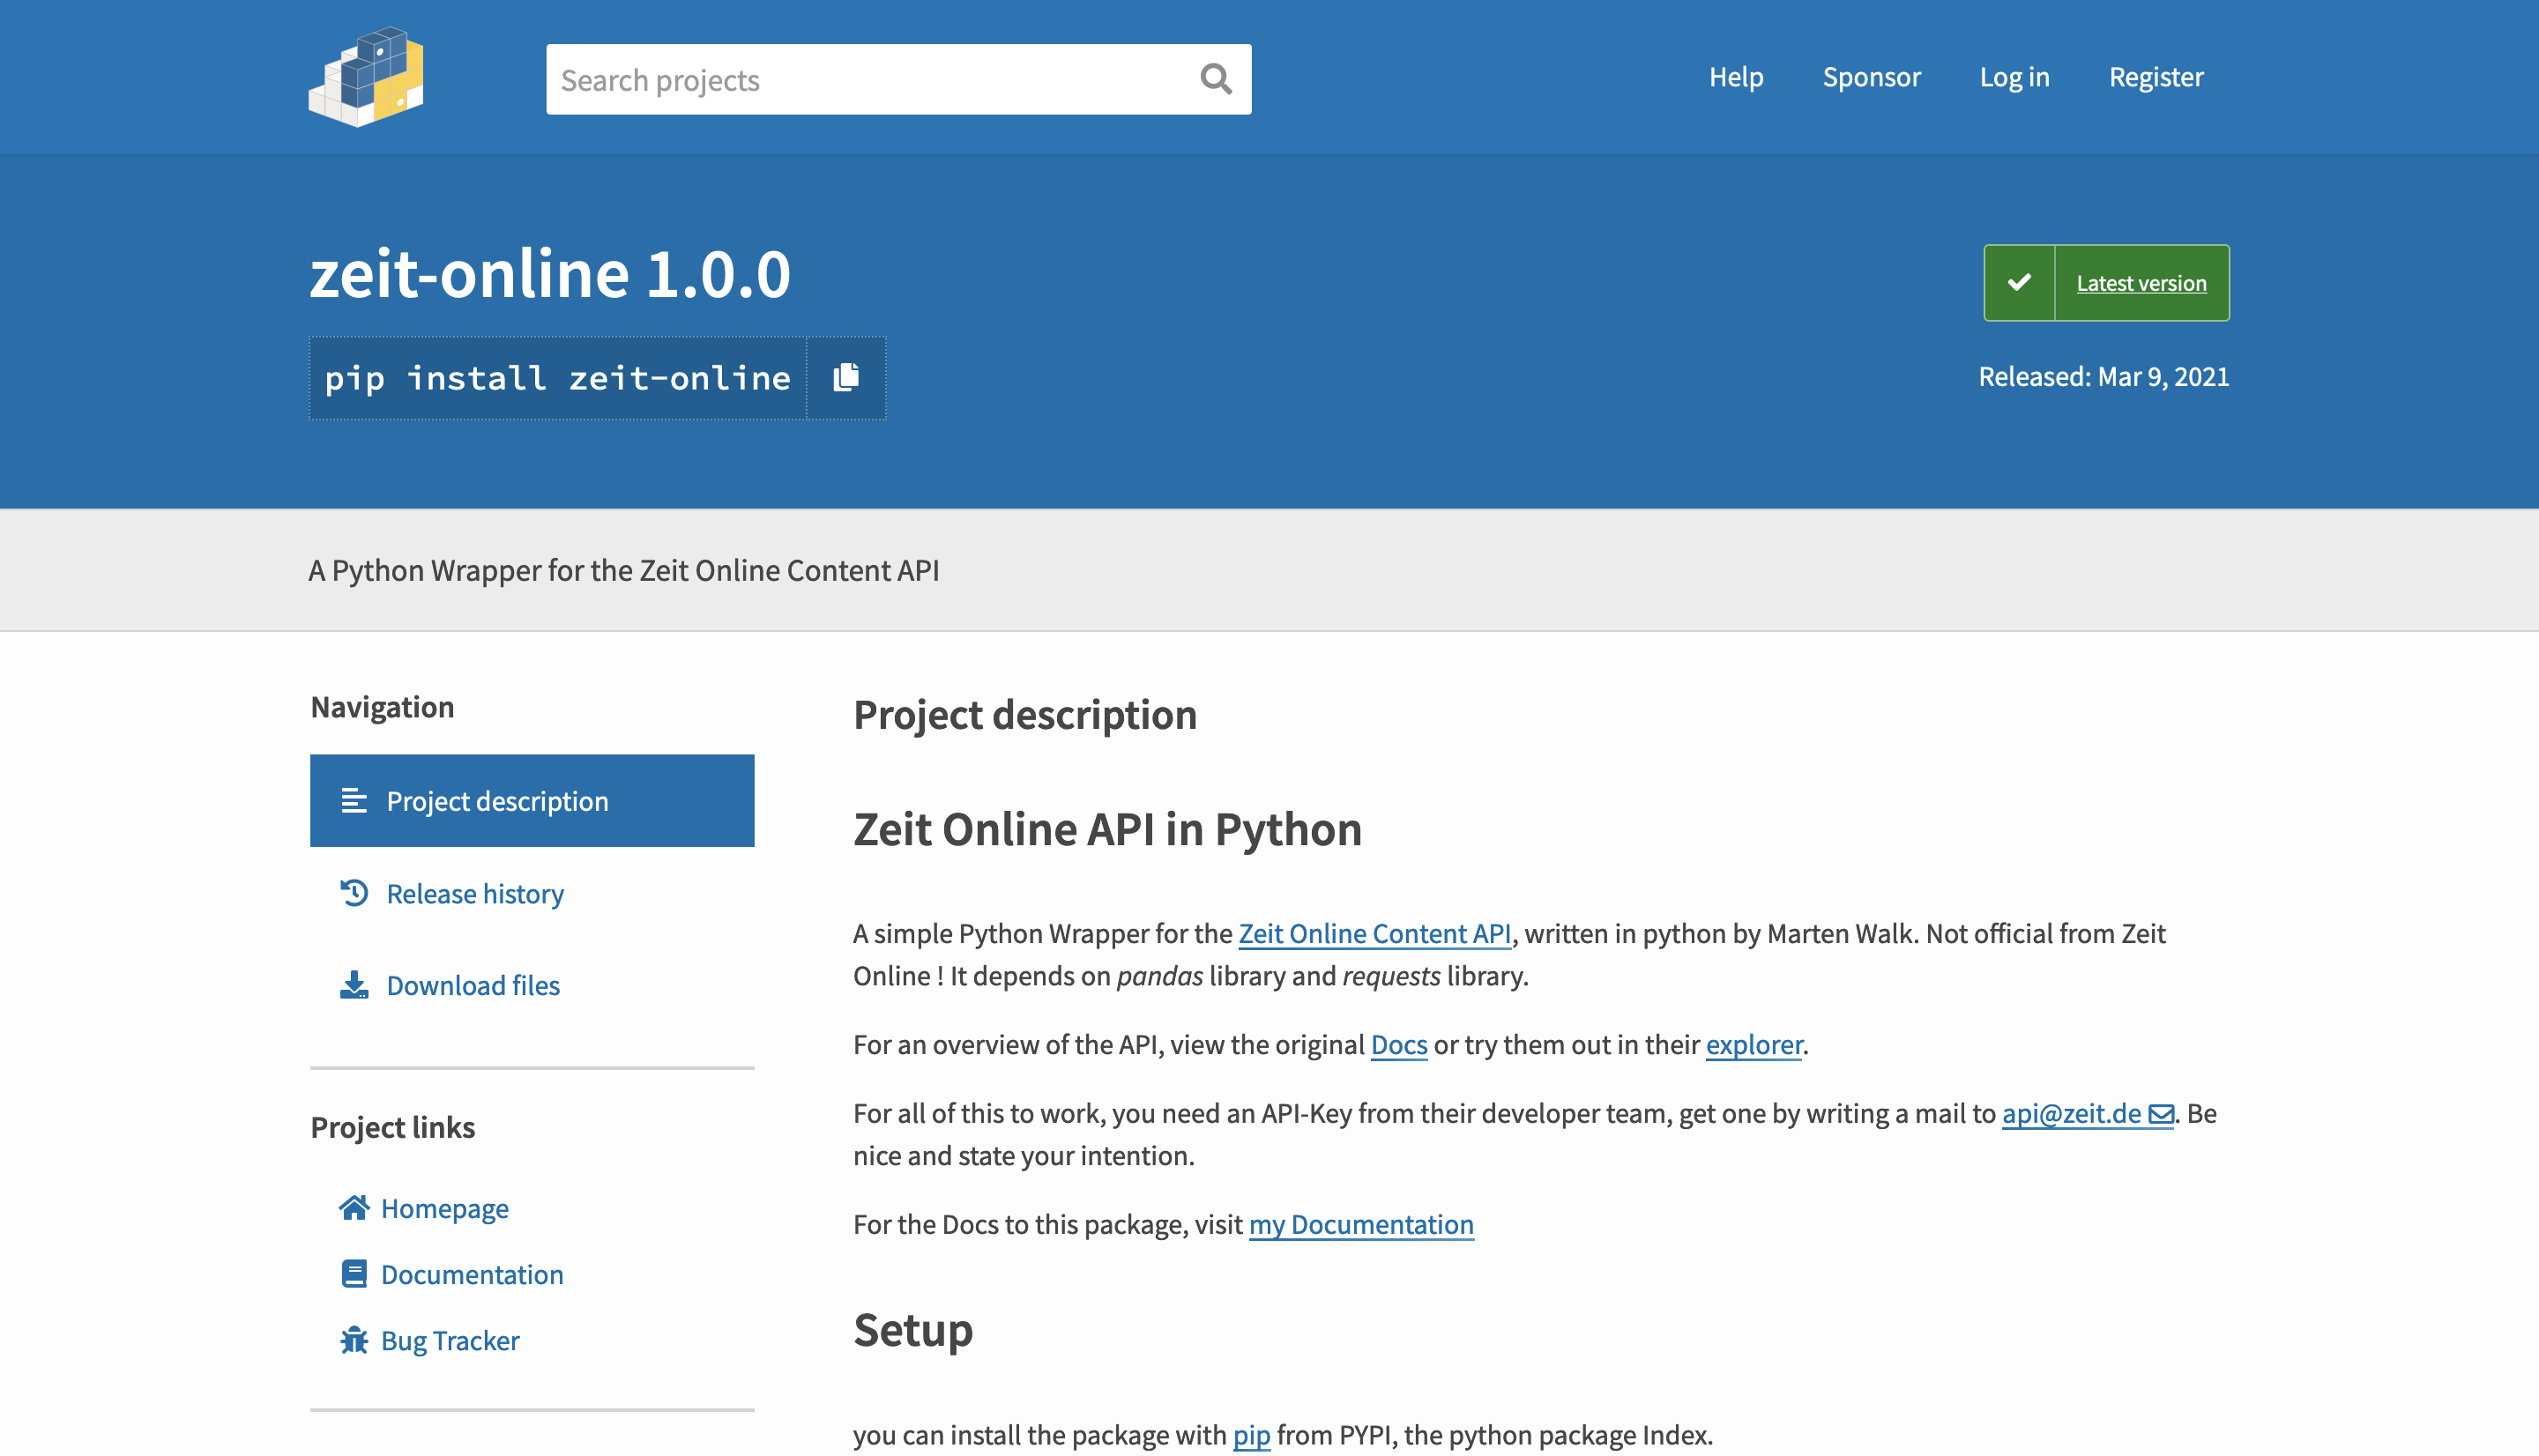 Search projects
Help
Sponsor
Log in
Register
zeit-online 1.0.0
Latest version
pip install zeit-online
Released: Mar 9, 2021
A Python Wrapper for the Zeit Online Content API
Navigation
Project description
Release history
Download files
Project links
Homepage
Documentation
Bug Tracker
Project description
Zeit Online API in Python
A simple Python Wrapper for the Zeit Online Content API, written in python by Marten Walk. Not official from Zeit
Online ! It depends on pandas library and requests library.
For an overview of the API, view the original Docs or try them out in their explorer.
For all of this to work, you need an API-Key from their developer team, get one by writing a mail to api@zeit.de. Be
nice and state your intention.
For the Docs to this package, visit my Documentation
Setup
you can install the package with pip from PYPI, the python package Index.